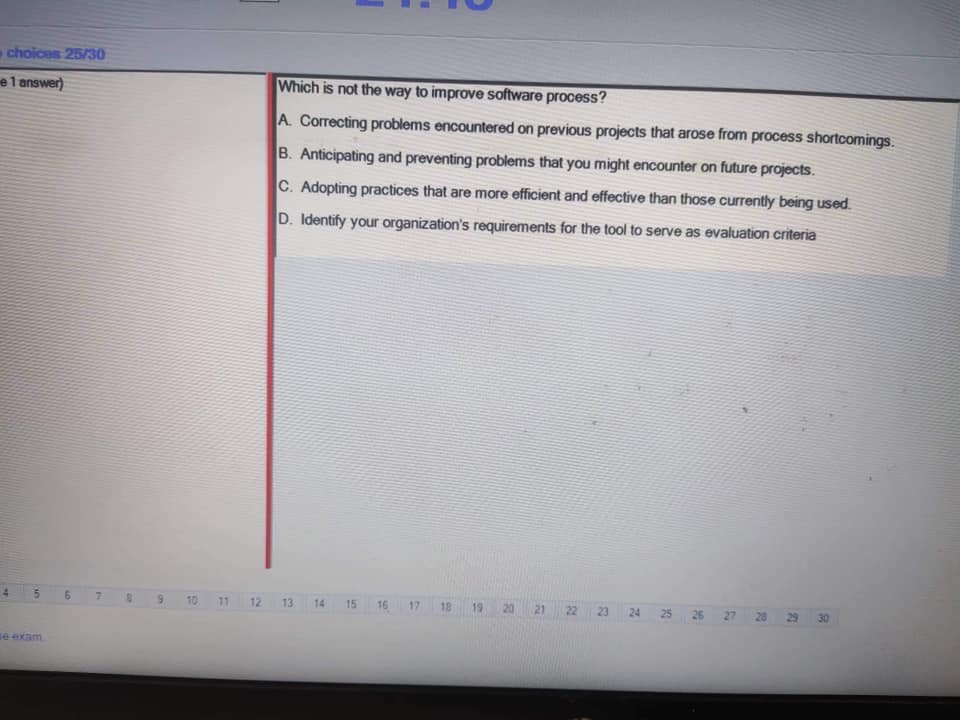 choices 25/30
e 1 answer)
Which is not the way to improve software process?
A. Correcting problems encountered on previous projects that arose from process shortcomings.
B. Anticipating and preventing problems that you might encounter on future projects.
C. Adopting practices that are more efficient and effective than those currently being used.
D. Identify your organization's requirements for the tool to serve as evaluation criteria
4 5 6 7 8 9 10 11 12 13 14 15 16 17 18 19 20 21 22 23 24 25 26 27 28 29 30
se exam.